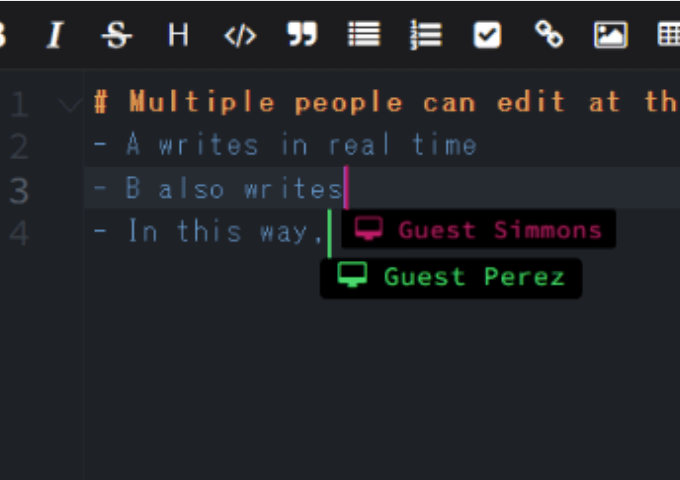 I S H </>
1 # Multiple people can edit at th
2 - A writes in real time
3 - B also writes
4 - In this way,
Guest Simmons
Guest Perez